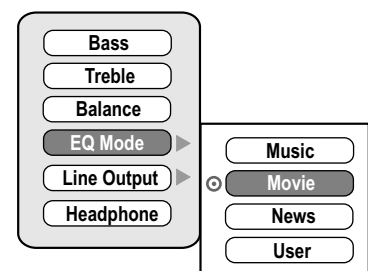 Bass
Treble
Balance
EQ Mode
Line Output
Headphone
Music
Movie
News
User